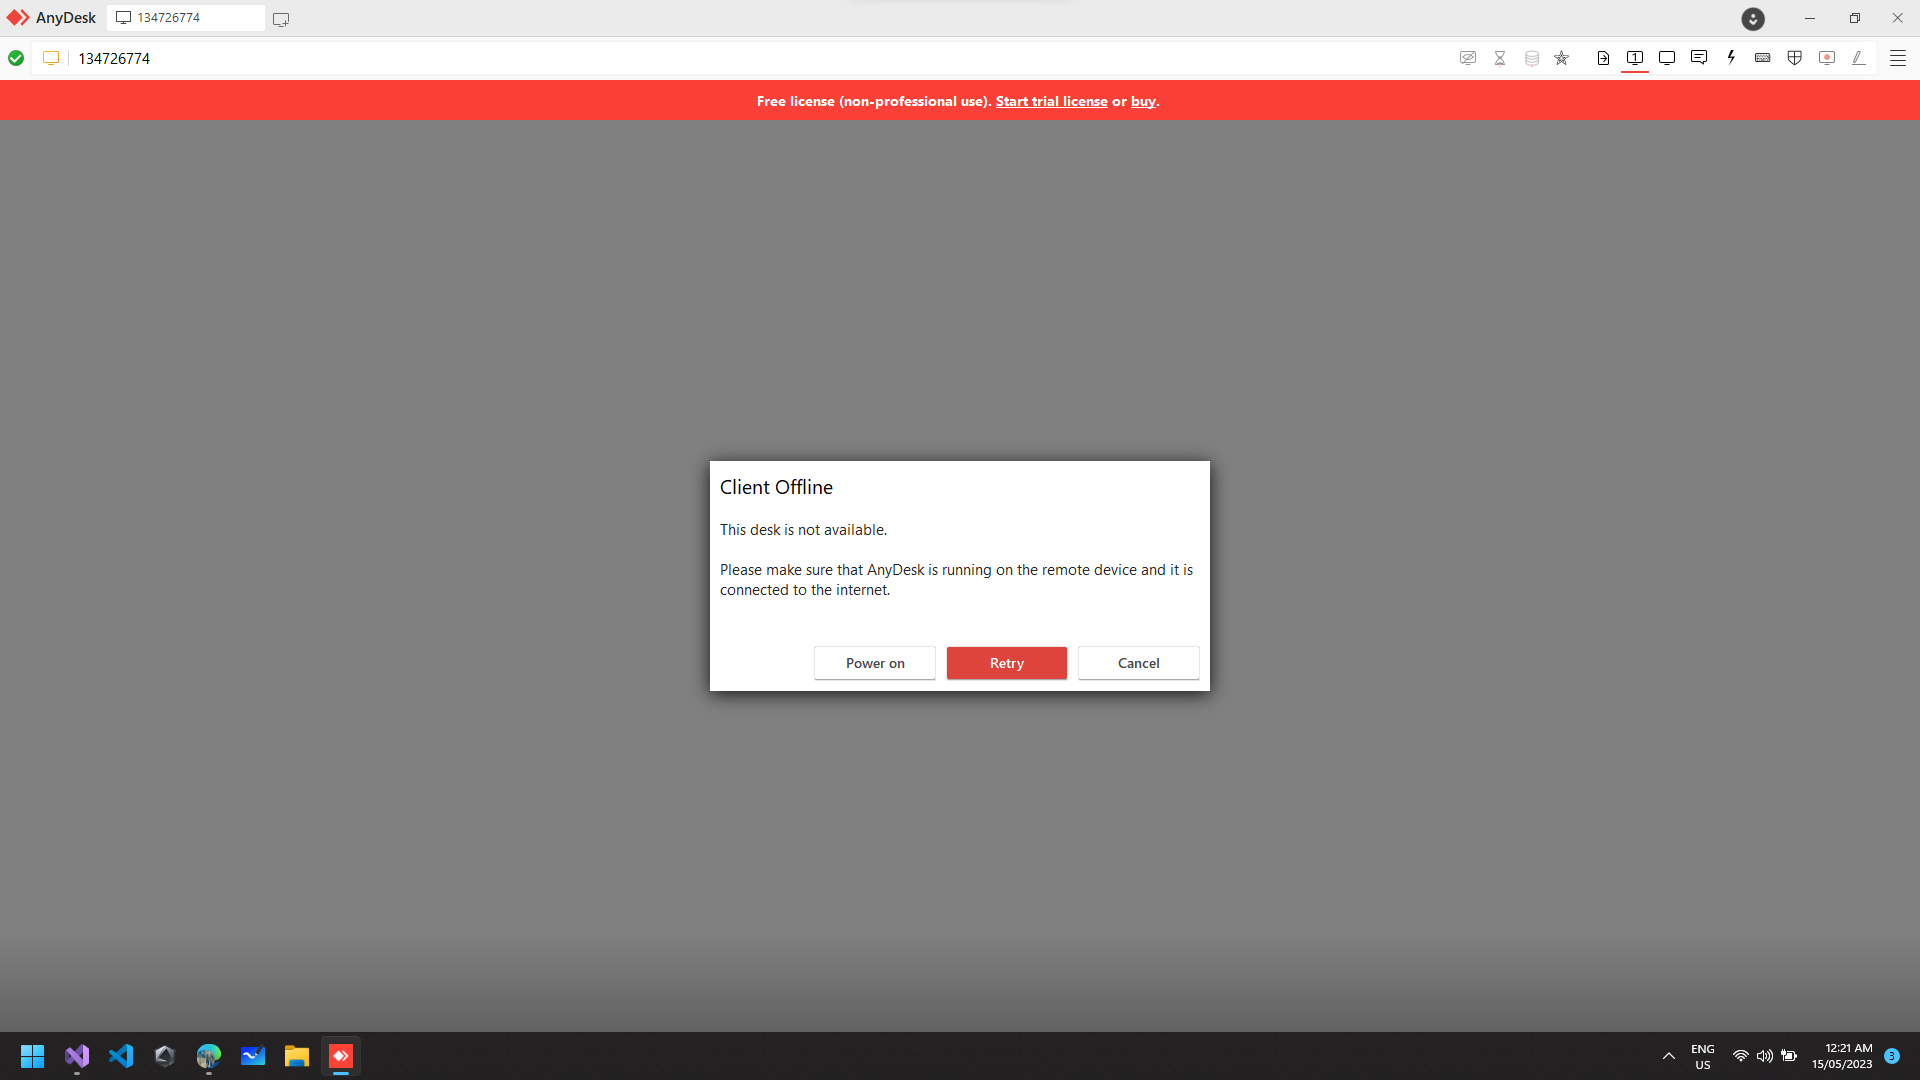 AnyDesk
134726774
134726774
1
Free license (non-professional use). Start trial license or buy.
Client Offline
This desk is not available.
Please make sure that AnyDesk is running on the remote device and it is
connected to the internet.
Power on
Retry
Cancel
ENG
US
12:21 AM
15/05/2023
3